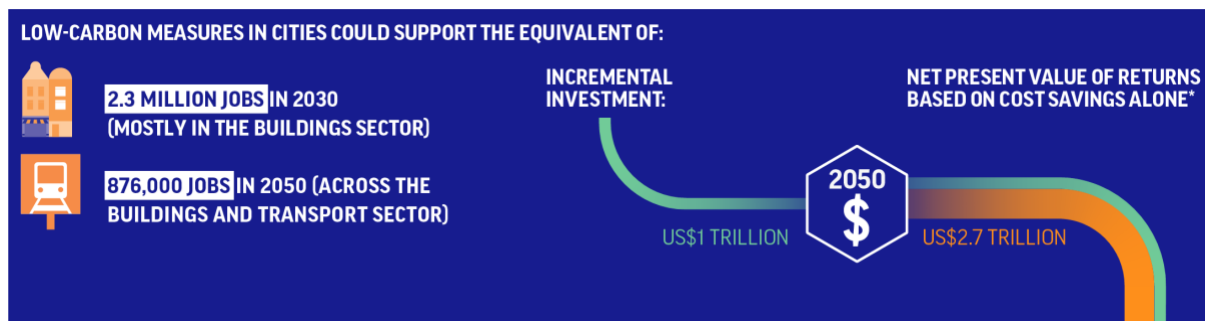 LOW-CARBON MEASURES IN CITIES COULD SUPPORT THE EQUIVALENT OF:
2.3 MILLION JOBS IN 2030
(MOSTLY IN THE BUILDINGS SECTOR)
876,000 JOBS IN 2050 (ACROSS THE
BUILDINGS AND TRANSPORT SECTOR)
INCREMENTAL
INVESTMENT:
US$1 TRILLION
2050
$
NET PRESENT VALUE OF RETURNS
BASED ON COST SAVINGS ALONE*
US$2.7 TRILLION